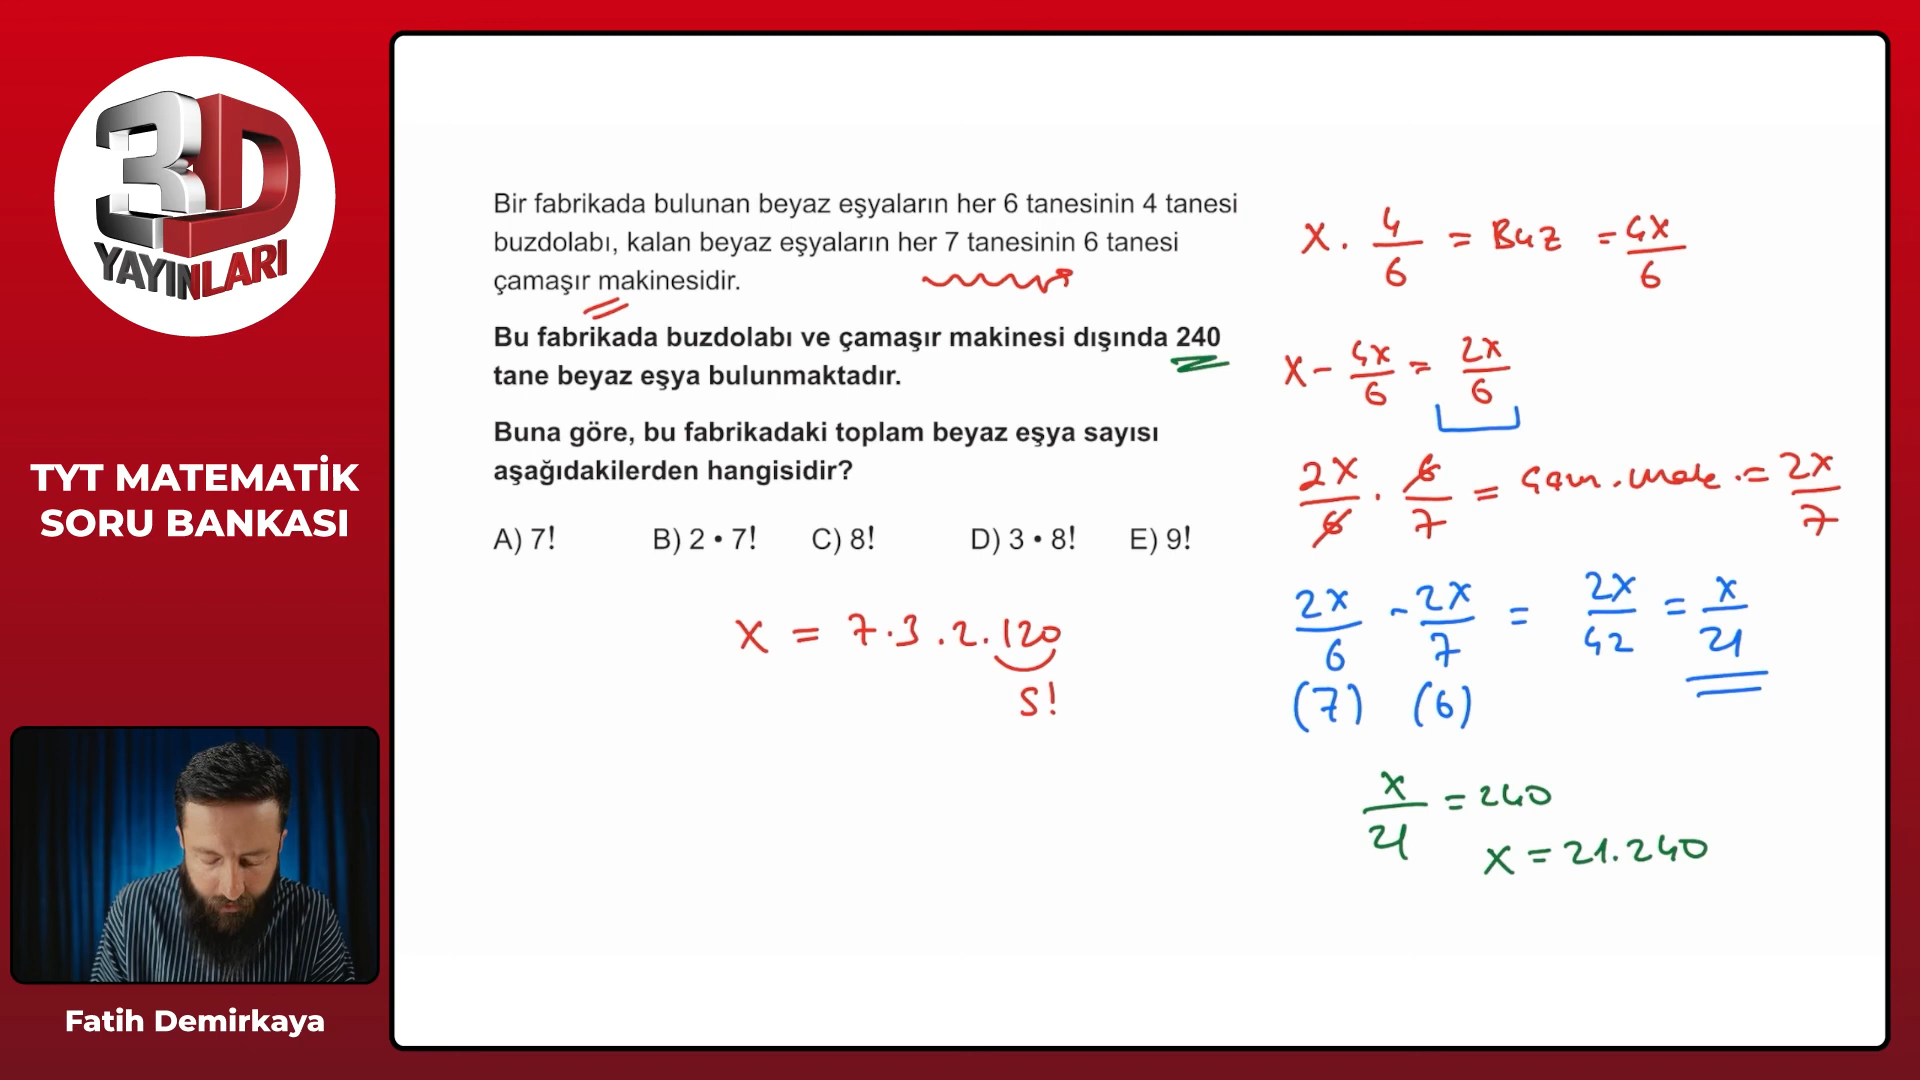 3D
YAYINLARI
TYT MATEMATİK
SORU BANKASI
Fatih Demirkaya
Bir fabrikada bulunan beyaz eşyaların her 6 tanesinin 4 tanesi
buzdolabı, kalan beyaz eşyaların her 7 tanesinin 6 tanesi
çamaşır makinesidir.
Bu fabrikada buzdolabı ve çamaşır makinesi dışında 240
tane beyaz eşya bulunmaktadır.
Buna göre, bu fabrikadaki toplam beyaz eşya sayısı
aşağıdakilerden hangisidir?
A) 7! B) 2 • 7! C) 8! D) 3 • 8! E) 9!
x = 7.3.2.120
5!
x . 4/6 = Buz = 4x/6
x - 4x/6 = 2x/6
2x/6 . 6/7 = Çam.mak. = 2x/7
2x/6 - 2x/7 = 2x/42 = x/21
(7) (6)
x/21 = 240
x = 21.240